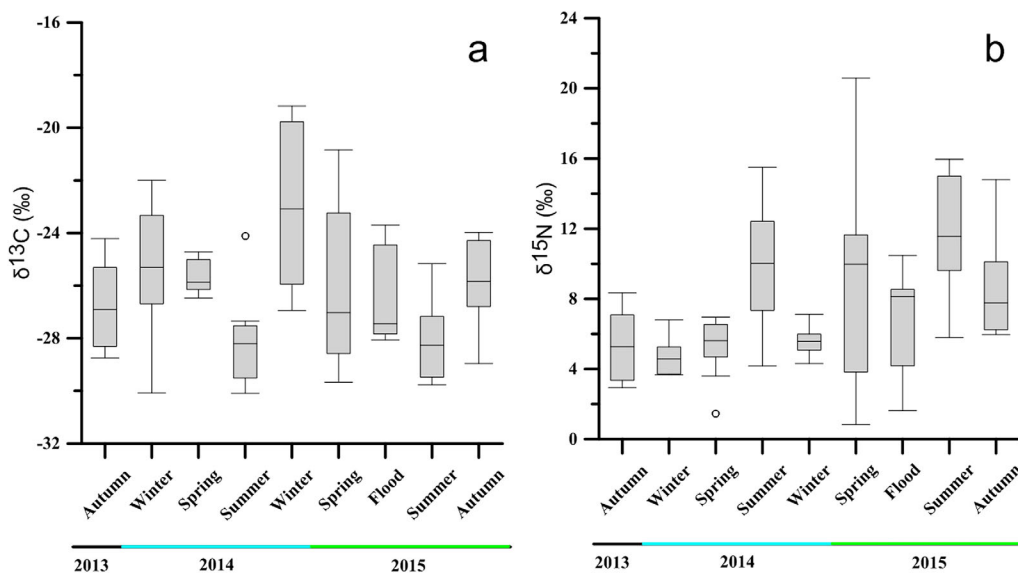 a
δ13C (‰)
-16
-20
-24
-28
-32
Autumn
Winter
Spring
Summer
Winter
Spring
Flood
Summer
Autumn
2013
2014
2015
b
δ15N (‰)
24
20
16
12
8
4
0
Autumn
Winter
Spring
Summer
Winter
Spring
Flood
Summer
Autumn
2013
2014
2015